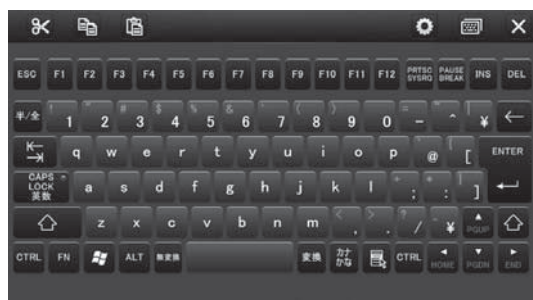 ESC F1 F2 F3 F4 F5 F6 F7 F8 F9 F10 F11 F12 PRTSC SYSRQ PAUSE BREAK INS DEL
半/全 ! 1 " 2 # 3 $ 4 % 5 & 6 ' 7 ( 8 ) 9 0 = - ~ ^ | ¥ ←
q w e r t y u i o p ` @ { [ ENTER
CAPS LOCK 英数 a s d f g h j k l + ; * : } ]
z x c v b n m < , > . ? / _ ¥ PGUP
CTRL FN ALT 無変換 変換 カナ かな CTRL HOME PGDN END